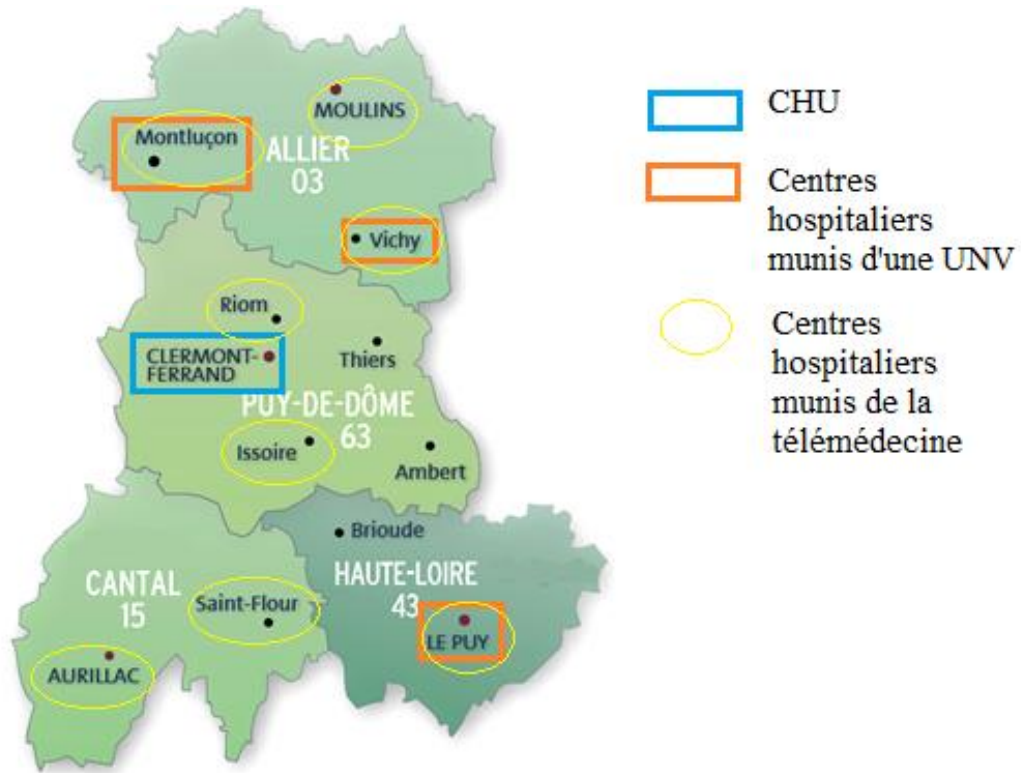 MOULINS
Montluçon
ALLIER
03
Vichy
Riom
CLERMONT-
FERRAND
Thiers
PUY-DE-DÔME
63
Issoire
Ambert
Brioude
HAUTE-LOIRE
43
CANTAL
15
Saint-Flour
LE PUY
AURILLAC
CHU
Centres
hospitaliers
munis d'une UNV
Centres
hospitaliers
munis de la
télémédecine